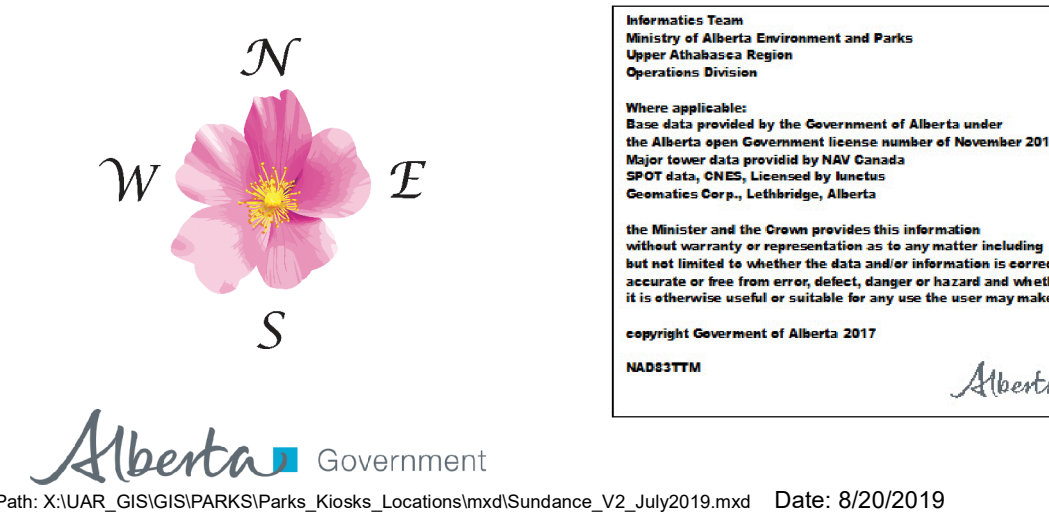 N
W
E
S
Informatics Team
Ministry of Alberta Environment and Parks
Upper Athabasca Region
Operations Division
Where applicable:
Base data provided by the Government of Alberta under
the Alberta open Government license number of November 201
Major tower data providid by NAV Canada
SPOT data, CNES, Licensed by Iunctus
Geomatics Corp., Lethbridge, Alberta
the Minister and the Crown provides this information
without warranty or representation as to any matter including
but not limited to whether the data and/or information is correc
accurate or free from error, defect, danger or hazard and wheth
it is otherwise useful or suitable for any use the user may make
copyright Goverment of Alberta 2017
NAD83TTM
Alberta
Alberta Government
Path: X:\UAR_GIS\GIS\PARKS\Parks_Kiosks_Locations\mxd\Sundance_V2_July2019.mxd Date: 8/20/2019